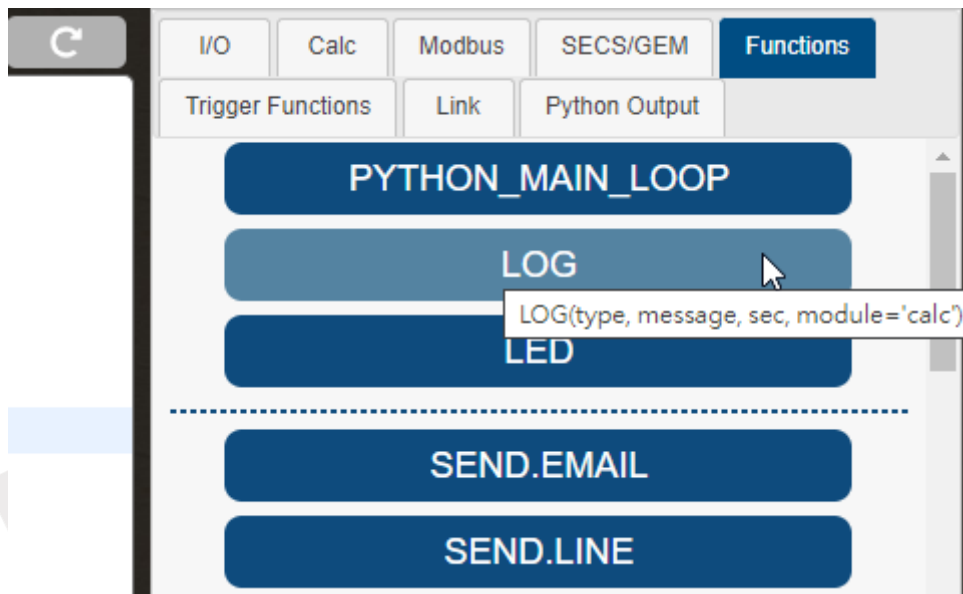 I/O Calc Modbus SECS/GEM Functions
Trigger Functions Link Python Output
PYTHON_MAIN_LOOP
LOG
LOG(type, message, sec, module='calc')
LED
SEND.EMAIL
SEND.LINE